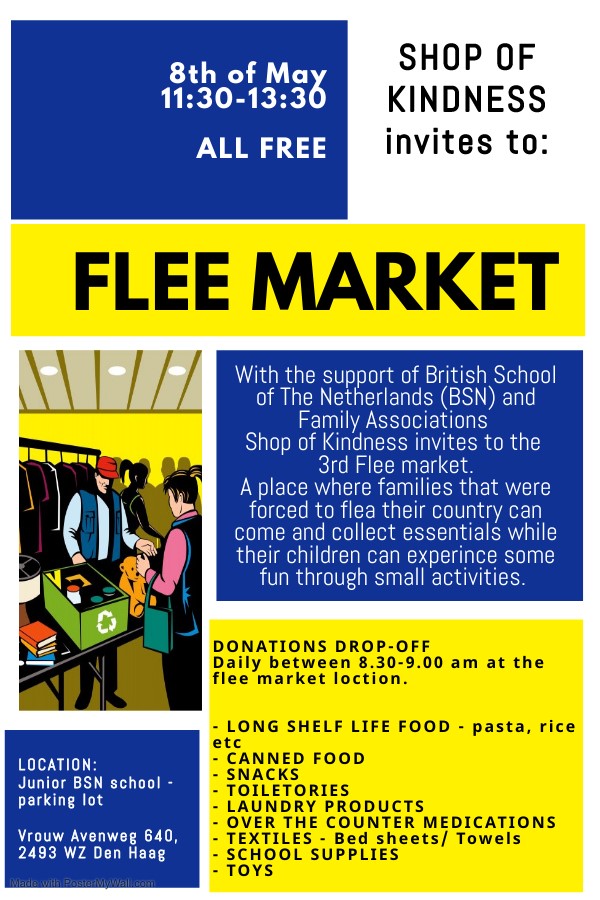 8th of May
11:30-13:30
ALL FREE
SHOP OF
KINDNESS
invites to:
FLEE MARKET
With the support of British School
of The Netherlands (BSN) and
Family Associations
Shop of Kindness invites to the
3rd Flee market.
A place where families that were
forced to flea their country can
come and collect essentials while
their children can experince some
fun through small activities.
DONATIONS DROP-OFF
Daily between 8.30-9.00 am at the
flee market loction.
- LONG SHELF LIFE FOOD - pasta, rice
etc
- CANNED FOOD
- SNACKS
- TOILETORIES
- LAUNDRY PRODUCTS
- OVER THE COUNTER MEDICATIONS
- TEXTILES - Bed sheets/ Towels
- SCHOOL SUPPLIES
- TOYS
LOCATION:
Junior BSN school -
parking lot
Vrouw Avenweg 640,
2493 WZ Den Haag
Made with PosterMyWall.com